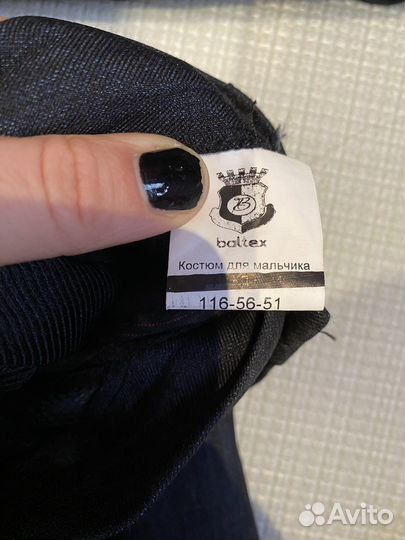 B
baltex
Костюм для мальчика
116-56-51
Avito